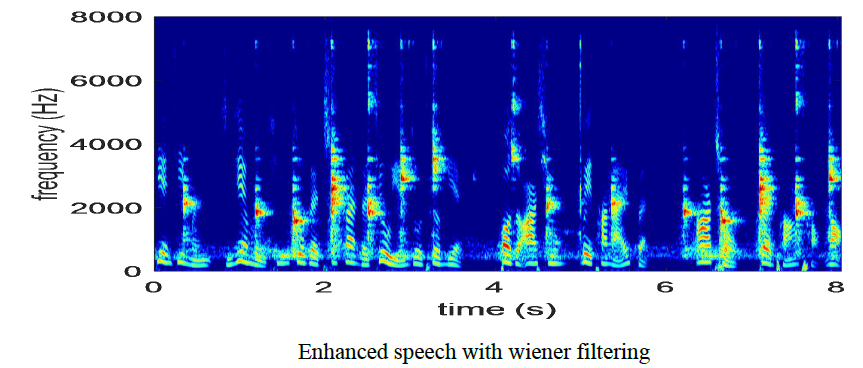 8000
6000
4000
2000
0
frequency (Hz)
0 2 4 6 8
time (s)
Enhanced speech with wiener filtering